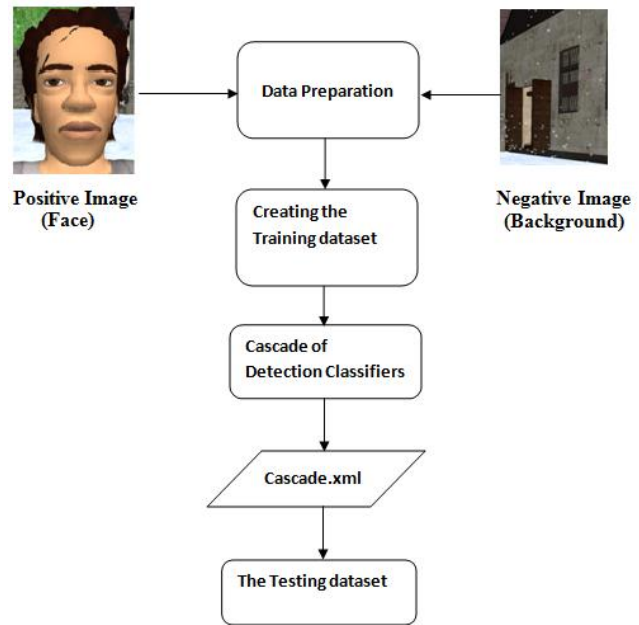 Data Preparation
Positive Image
(Face)
Negative Image
(Background)
Creating the
Training dataset
Cascade of
Detection Classifiers
Cascade.xml
The Testing dataset